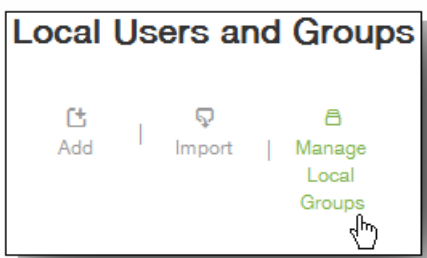 Local Users and Groups
Add | Import | Manage
Local
Groups